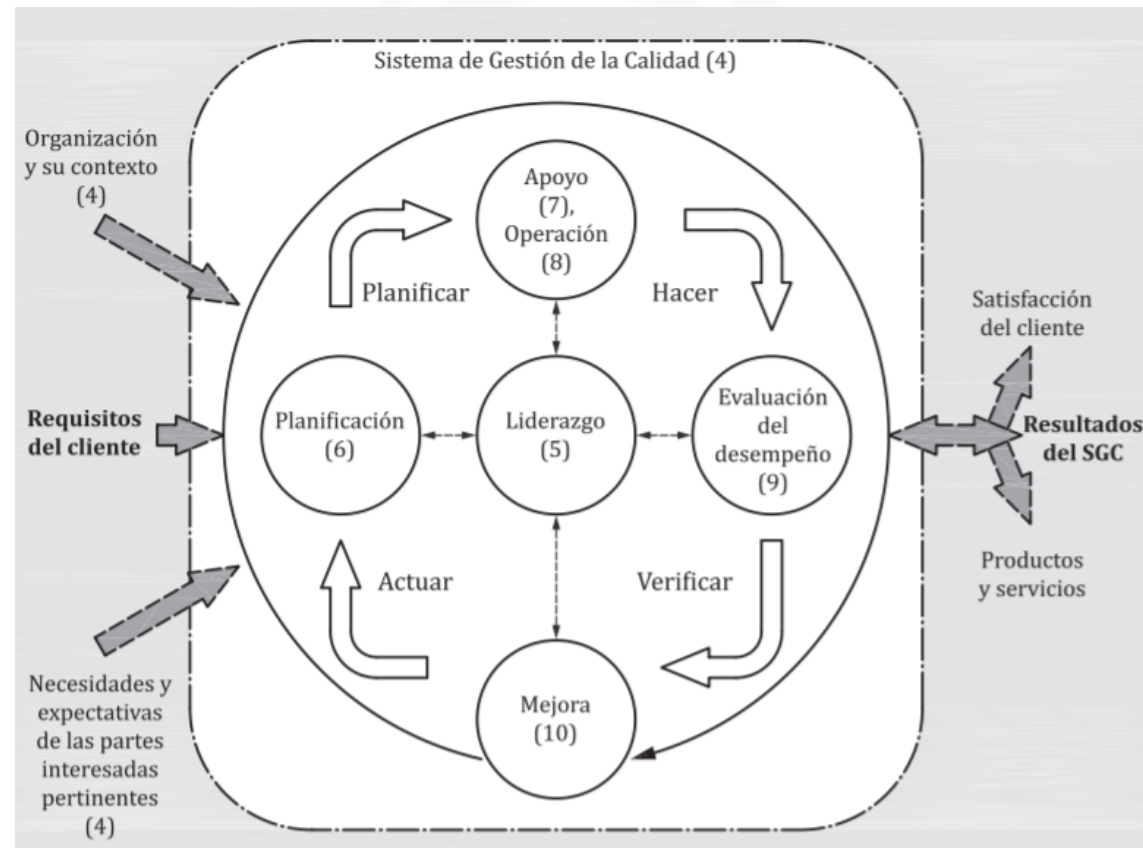 Sistema de Gestión de la Calidad (4)
Organización
y su contexto
(4)
Requisitos
del cliente
Necesidades y
expectativas
de las partes
interesadas
pertinentes
(4)
Apoyo
(7),
Operación
(8)
Planificar
Hacer
Planificación
(6)
Liderazgo
(5)
Evaluación
del
desempeño
(9)
Actuar
Verificar
Mejora
(10)
Satisfacción
del cliente
Resultados
del SGC
Productos
y servicios